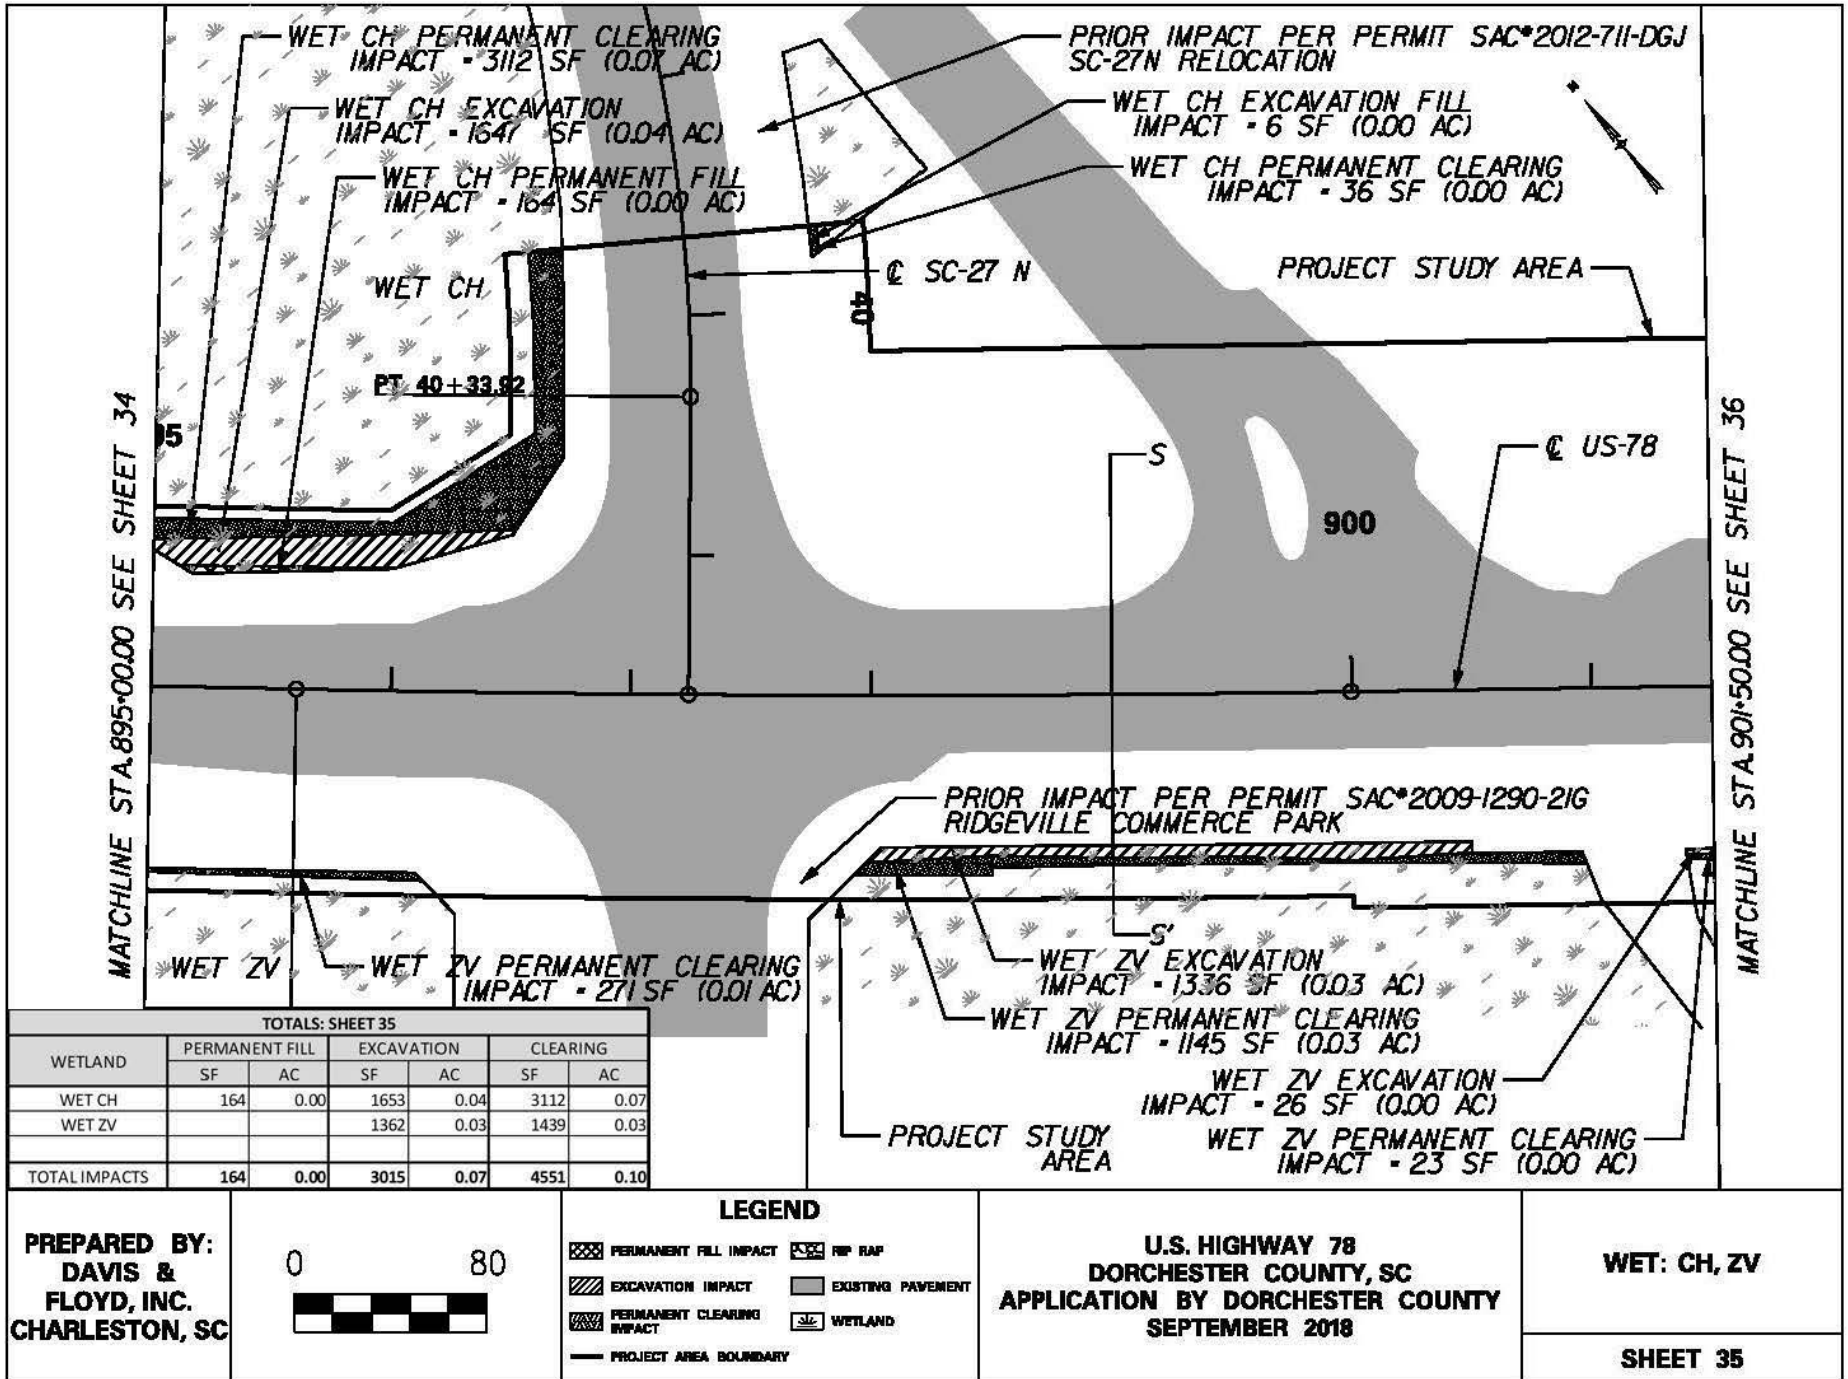 WET CH PERMANENT CLEARING
IMPACT = 3112 SF (0.07 AC)
WET CH EXCAVATION
IMPACT = 1647 SF (0.04 AC)
WET CH PERMANENT FILL
IMPACT = 164 SF (0.00 AC)
PRIOR IMPACT PER PERMIT SAC#2012-711-DGJ
SC-27N RELOCATION
WET CH EXCAVATION FILL
IMPACT = 6 SF (0.00 AC)
WET CH PERMANENT CLEARING
IMPACT = 36 SF (0.00 AC)
WET CH
℄ SC-27 N
PROJECT STUDY AREA
40
PT 40+33.92
95
S
℄ US-78
900
MATCHLINE STA.895+00.00 SEE SHEET 34
MATCHLINE STA.901+50.00 SEE SHEET 36
PRIOR IMPACT PER PERMIT SAC#2009-1290-21G
RIDGEVILLE COMMERCE PARK
S'
WET ZV
WET ZV PERMANENT CLEARING
IMPACT = 271 SF (0.01 AC)
WET ZV EXCAVATION
IMPACT = 1336 SF (0.03 AC)
WET ZV PERMANENT CLEARING
IMPACT = 1145 SF (0.03 AC)
WET ZV EXCAVATION
IMPACT = 26 SF (0.00 AC)
PROJECT STUDY
AREA
WET ZV PERMANENT CLEARING
IMPACT = 23 SF (0.00 AC)
TOTALS: SHEET 35
WETLAND PERMANENT FILL EXCAVATION CLEARING
SF AC SF AC SF AC
WET CH 164 0.00 1653 0.04 3112 0.07
WET ZV 1362 0.03 1439 0.03
TOTAL IMPACTS 164 0.00 3015 0.07 4551 0.10
PREPARED BY:
DAVIS &
FLOYD, INC.
CHARLESTON, SC
0 80
LEGEND
PERMANENT FILL IMPACT
RIP RAP
EXCAVATION IMPACT
EXISTING PAVEMENT
PERMANENT CLEARING
IMPACT
WETLAND
PROJECT AREA BOUNDARY
U.S. HIGHWAY 78
DORCHESTER COUNTY, SC
APPLICATION BY DORCHESTER COUNTY
SEPTEMBER 2018
WET: CH, ZV
SHEET 35